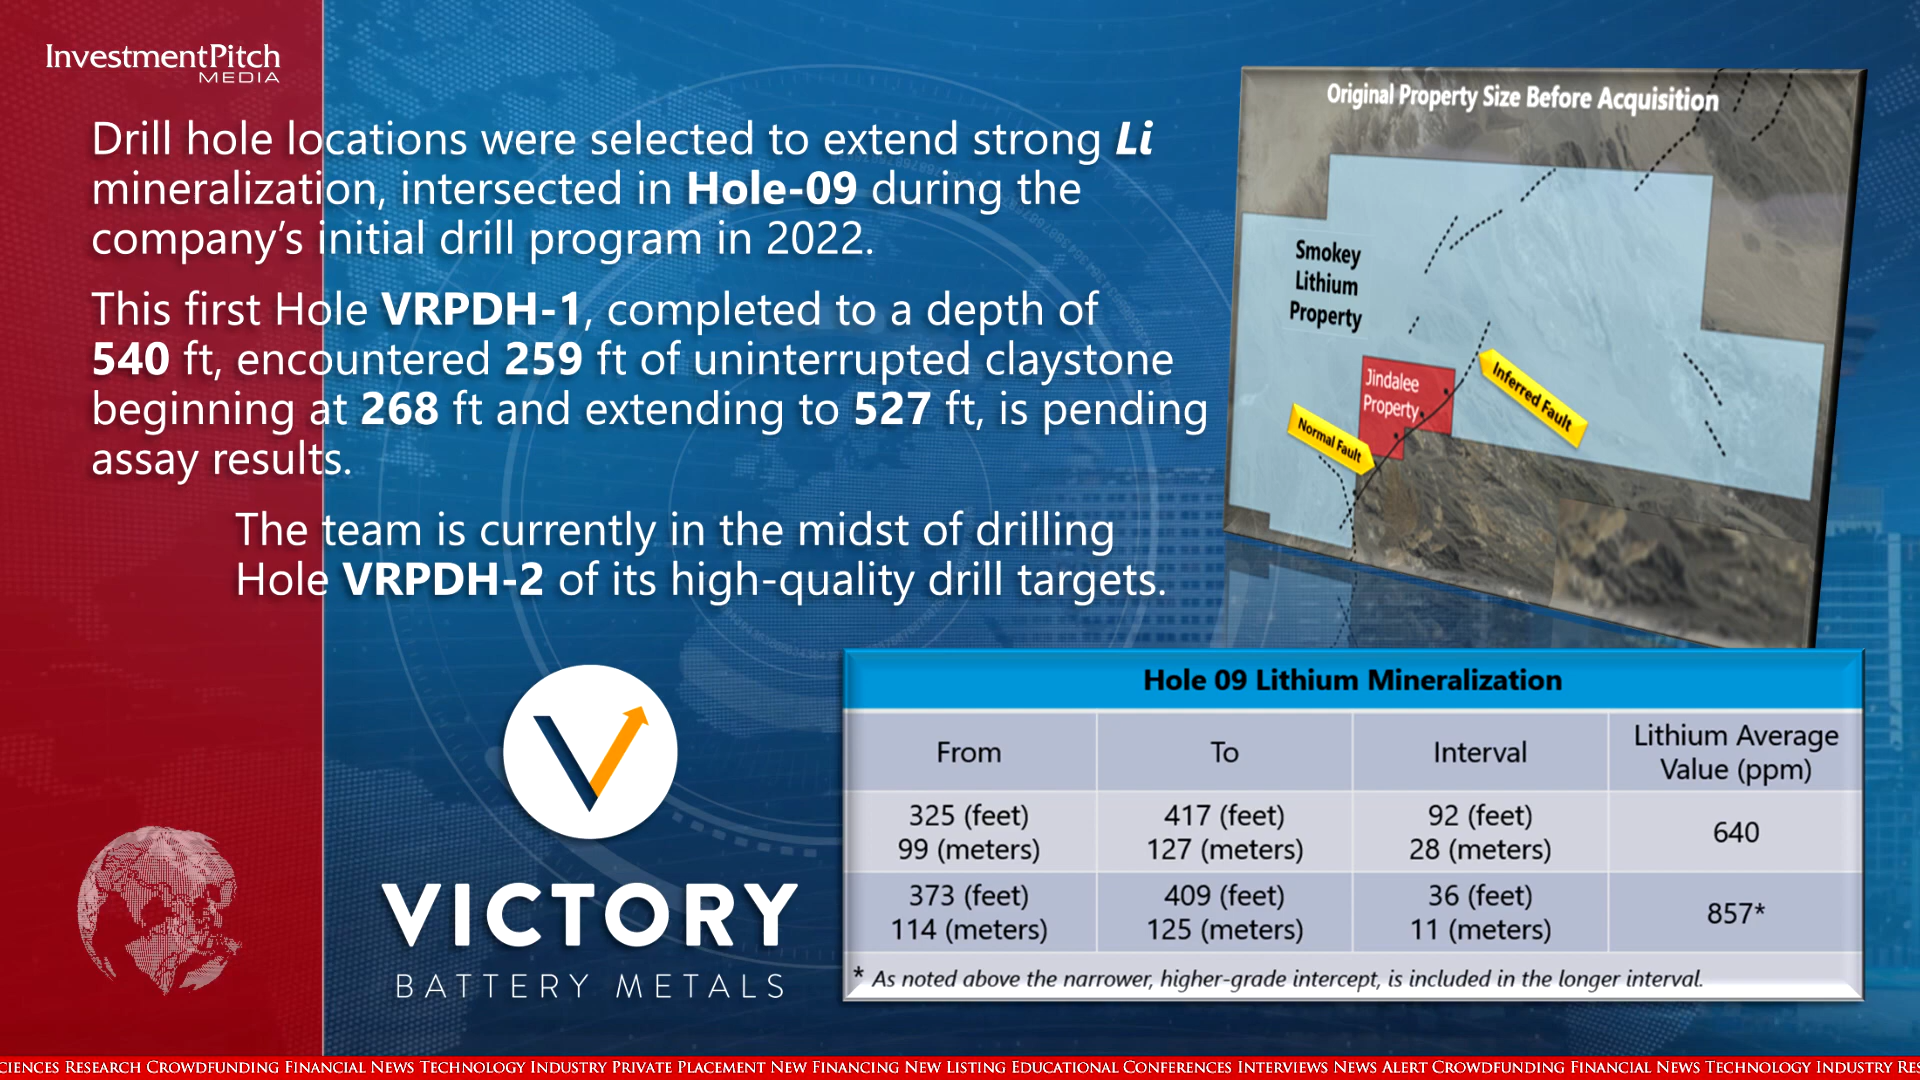 InvestmentPitch
MEDIA
Drill hole locations were selected to extend strong Li
mineralization, intersected in Hole-09 during the
company's initial drill program in 2022.
This first Hole VRPDH-1, completed to a depth of
540 ft, encountered 259 ft of uninterrupted claystone
beginning at 268 ft and extending to 527 ft, is pending
assay results.
The team is currently in the midst of drilling
Hole VRPDH-2 of its high-quality drill targets.
Original Property Size Before Acquisition
Smokey
Lithium
Property
Jindalee
Property
Inferred Fault
Normal Fault
VICTORY
BATTERY METALS
Hole 09 Lithium Mineralization
From To Interval Lithium Average
Value (ppm)
325 (feet) 417 (feet) 92 (feet) 640
99 (meters) 127 (meters) 28 (meters)
373 (feet) 409 (feet) 36 (feet) 857*
114 (meters) 125 (meters) 11 (meters)
* As noted above the narrower, higher-grade intercept, is included in the longer interval.
CIENCES RESEARCH CROWDFUNDING FINANCIAL NEWS TECHNOLOGY INDUSTRY PRIVATE PLACEMENT NEW FINANCING NEW LISTING EDUCATIONAL CONFERENCES INTERVIEWS NEWS ALERT CROWDFUNDING FINANCIAL NEWS TECHNOLOGY INDUSTRY RES